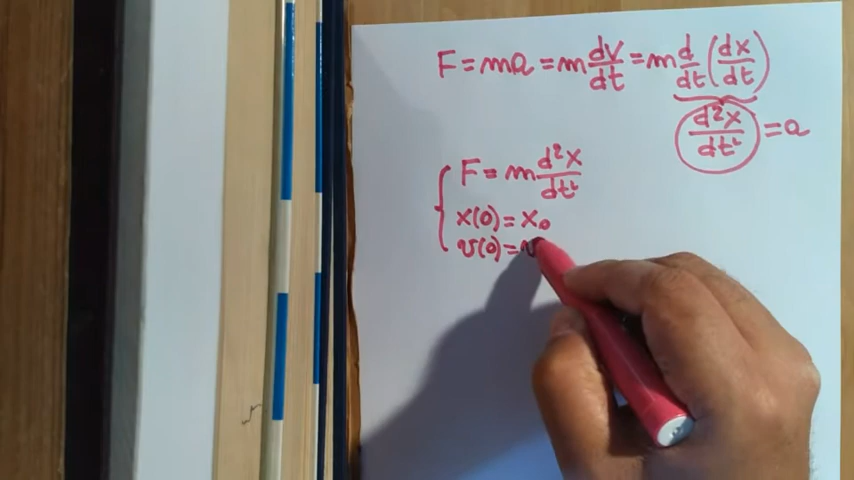 F = ma = m dv/dt = m d/dt (dx/dt)
d²x/dt² = a
F = m d²x/dt²
x(0) = x₀
v(0) = v